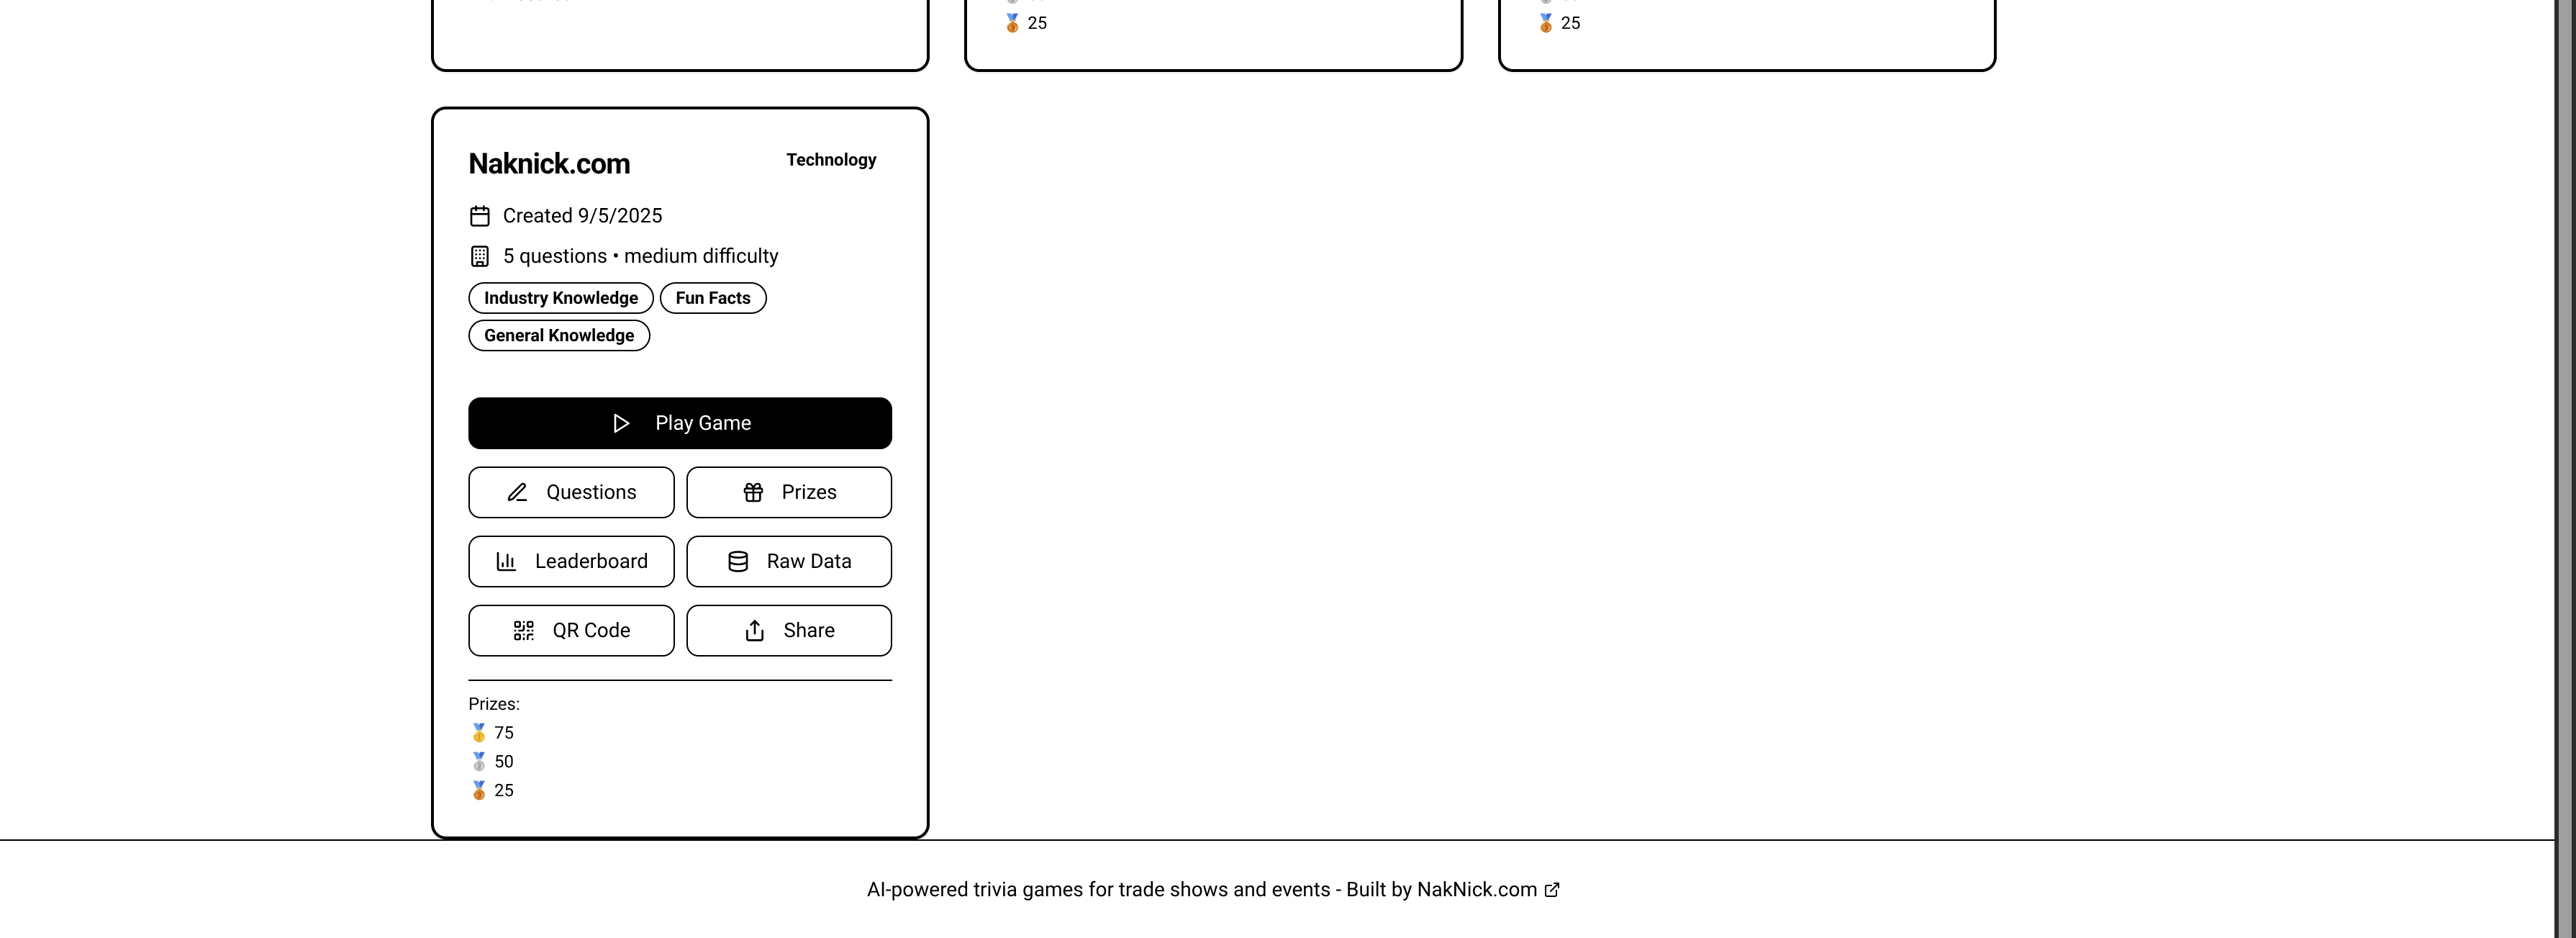 25
25
Naknick.com
Technology
Created 9/5/2025
5 questions • medium difficulty
Industry Knowledge
Fun Facts
General Knowledge
Play Game
Questions
Prizes
Leaderboard
Raw Data
QR Code
Share
Prizes:
🥇 75
🥈 50
🥉 25
AI-powered trivia games for trade shows and events - Built by NakNick.com